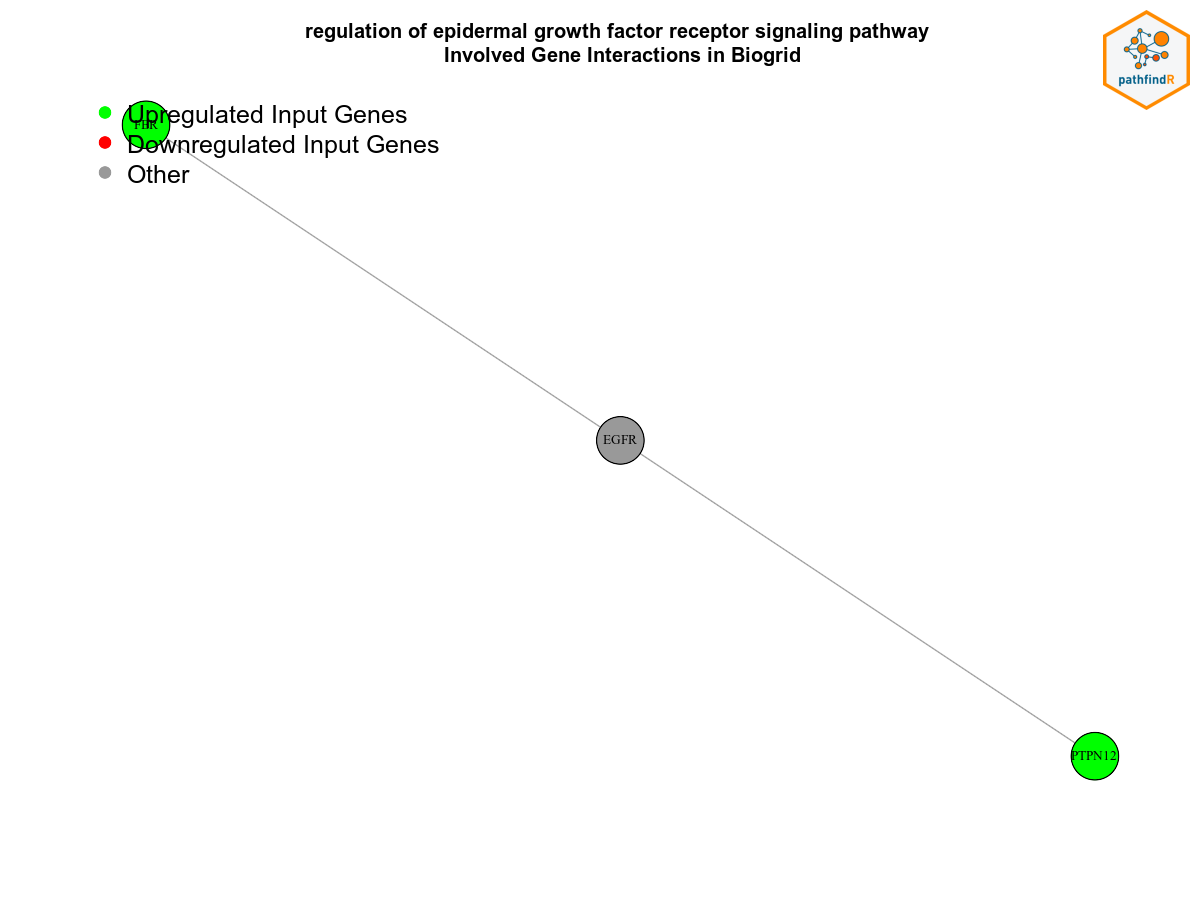 regulation of epidermal growth factor receptor signaling pathway
Involved Gene Interactions in Biogrid
pathfindR
Upregulated Input Genes
Downregulated Input Genes
Other
EGFR
PTPN12